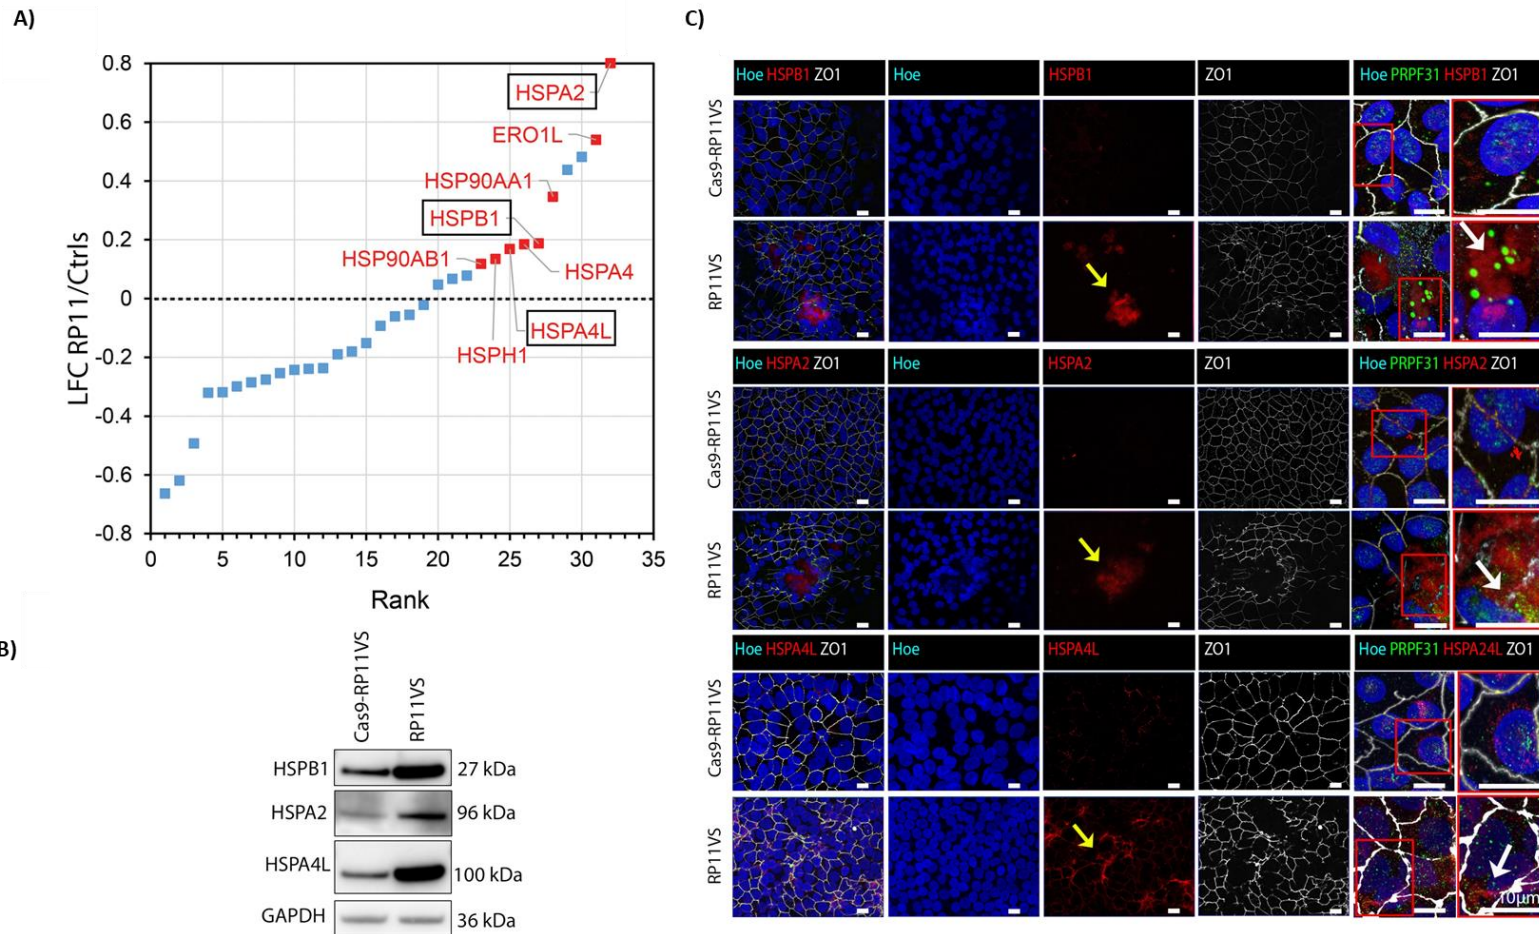 A)
0.8
0.6
0.4
0.2
0
-0.2
-0.4
-0.6
-0.8
LFC RP11/Ctrls
HSPA2
ERO1L
HSP90AA1
HSPB1
HSP90AB1
HSPA4
HSPA4L
HSPH1
0 5 10 15 20 25 30 35
Rank
B)
Cas9-RP11VS
RP11VS
HSPB1 27 kDa
HSPA2 96 kDa
HSPA4L 100 kDa
GAPDH 36 kDa
C)
Hoe HSPB1 ZO1 Hoe HSPB1 ZO1 Hoe PRPF31 HSPB1 ZO1
Cas9-RP11VS
RP11VS
Hoe HSPA2 ZO1 Hoe HSPA2 ZO1 Hoe PRPF31 HSPA2 ZO1
Cas9-RP11VS
RP11VS
Hoe HSPA4L ZO1 Hoe HSPA4L ZO1 Hoe PRPF31 HSPA24L ZO1
Cas9-RP11VS
RP11VS
10µm